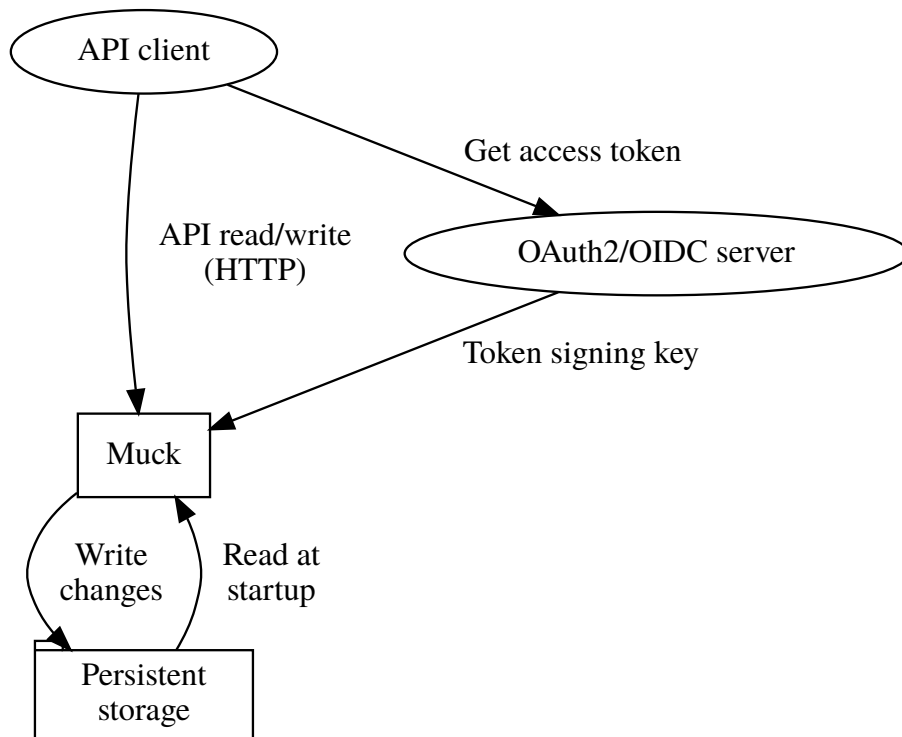 API client
Get access token
API read/write
(HTTP)
OAuth2/OIDC server
Token signing key
Muck
Write
changes
Read at
startup
Persistent
storage